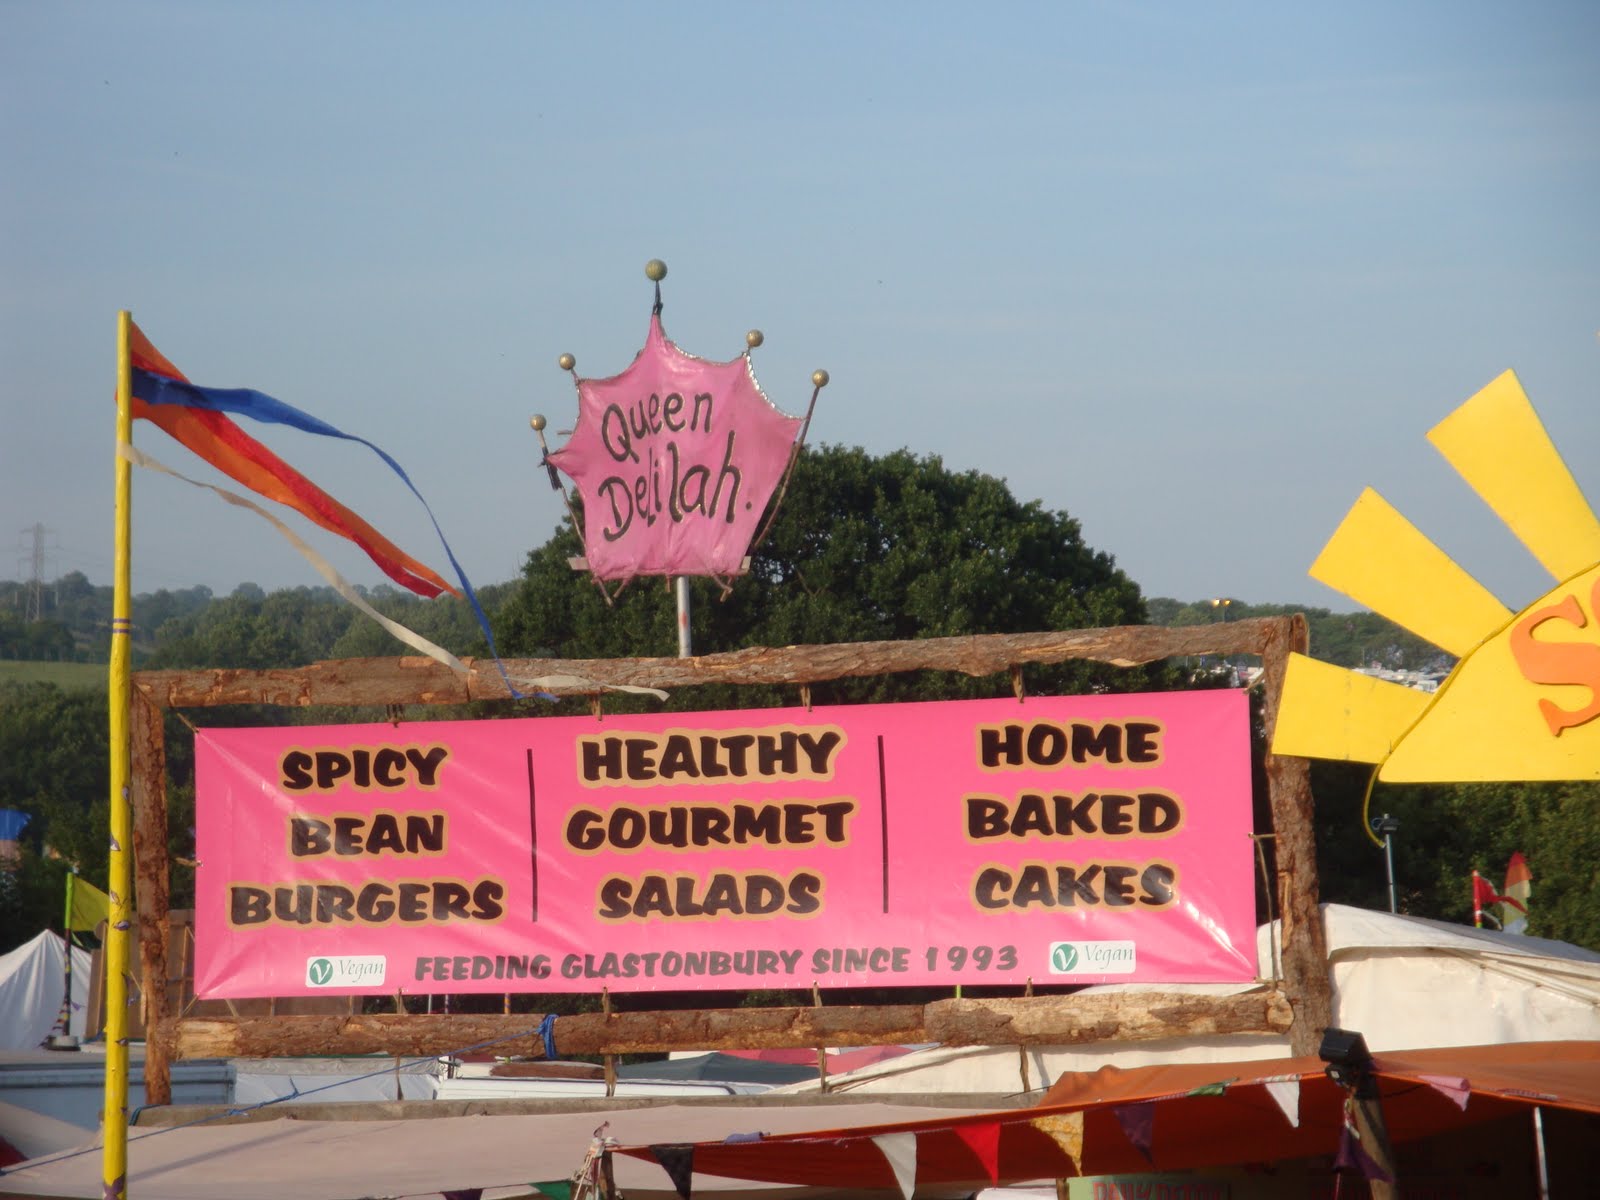 Queen
Delilah.
SPICY
BEAN
BURGERS
HEALTHY
GOURMET
SALADS
HOME
BAKED
CAKES
V Vegan
FEEDING GLASTONBURY SINCE 1993
V Vegan